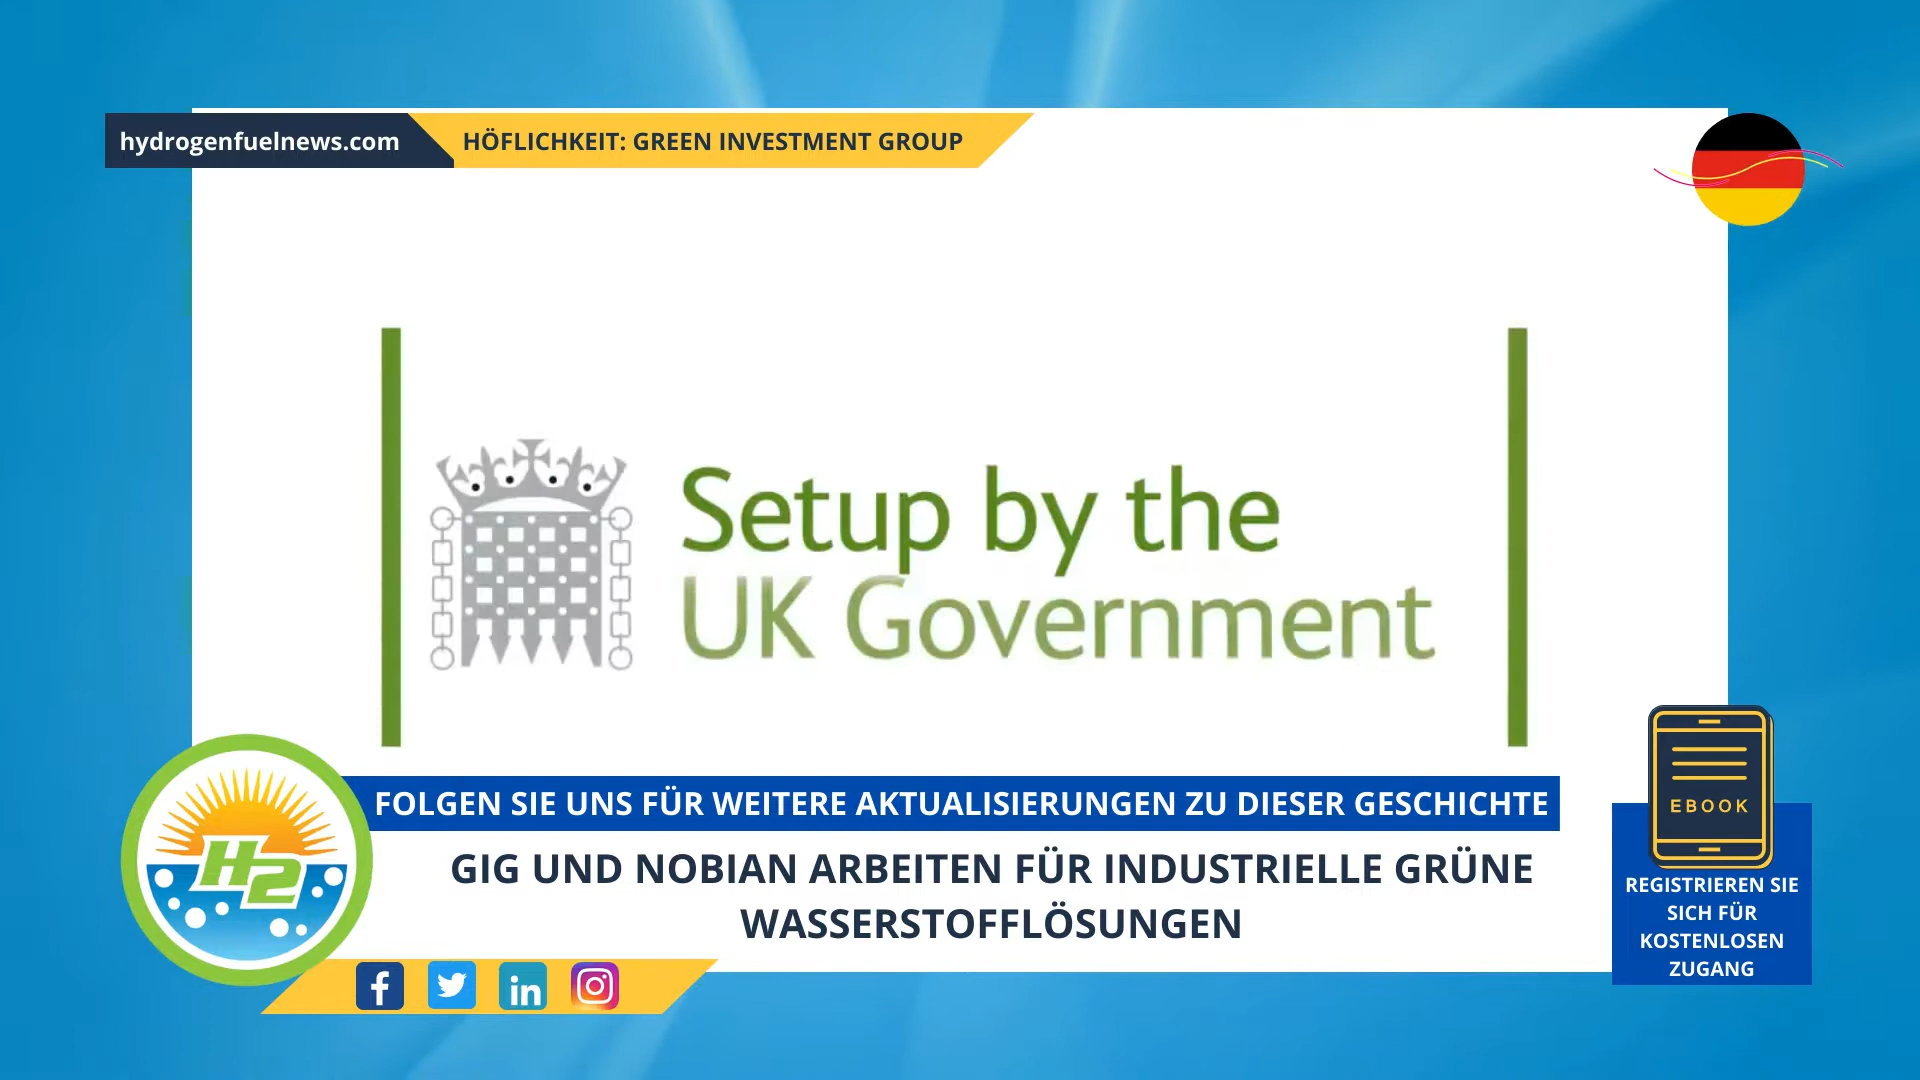 hydrogenfuelnews.com
HÖFLICHKEIT: GREEN INVESTMENT GROUP
Setup by the
UK Government
H2
FOLGEN SIE UNS FÜR WEITERE AKTUALISIERUNGEN ZU DIESER GESCHICHTE
GIG UND NOBIAN ARBEITEN FÜR INDUSTRIELLE GRÜNE
WASSERSTOFFLÖSUNGEN
EBOOK
REGISTRIEREN SIE
SICH FÜR
KOSTENLOSEN
ZUGANG
f
in